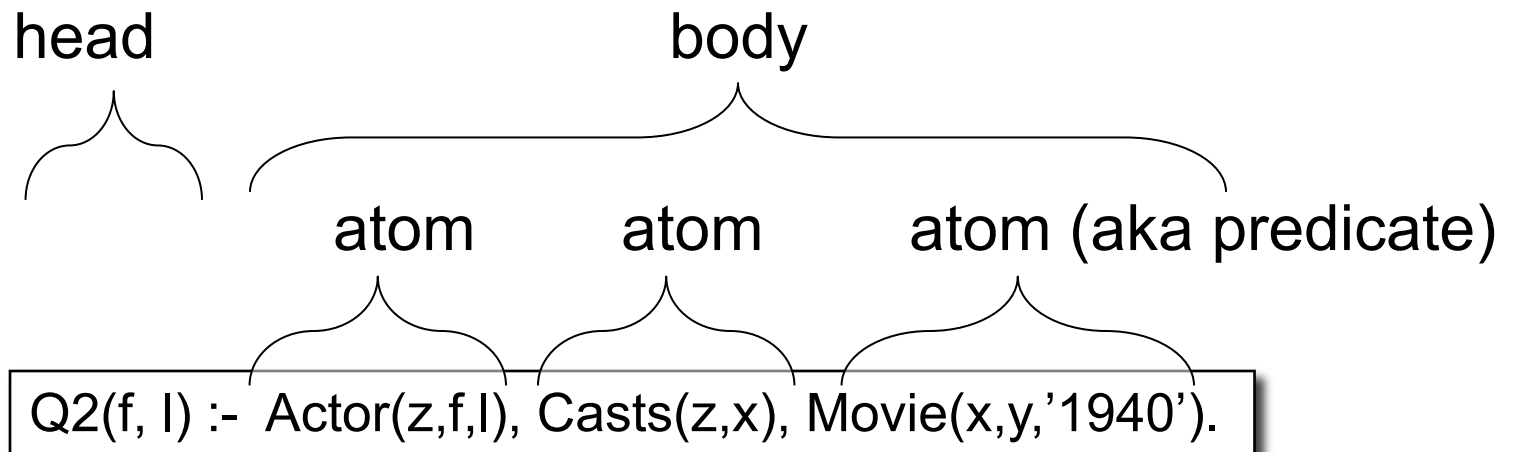 head body
atom atom atom (aka predicate)
Q2(f, l) :- Actor(z,f,l), Casts(z,x), Movie(x,y,’1940’).